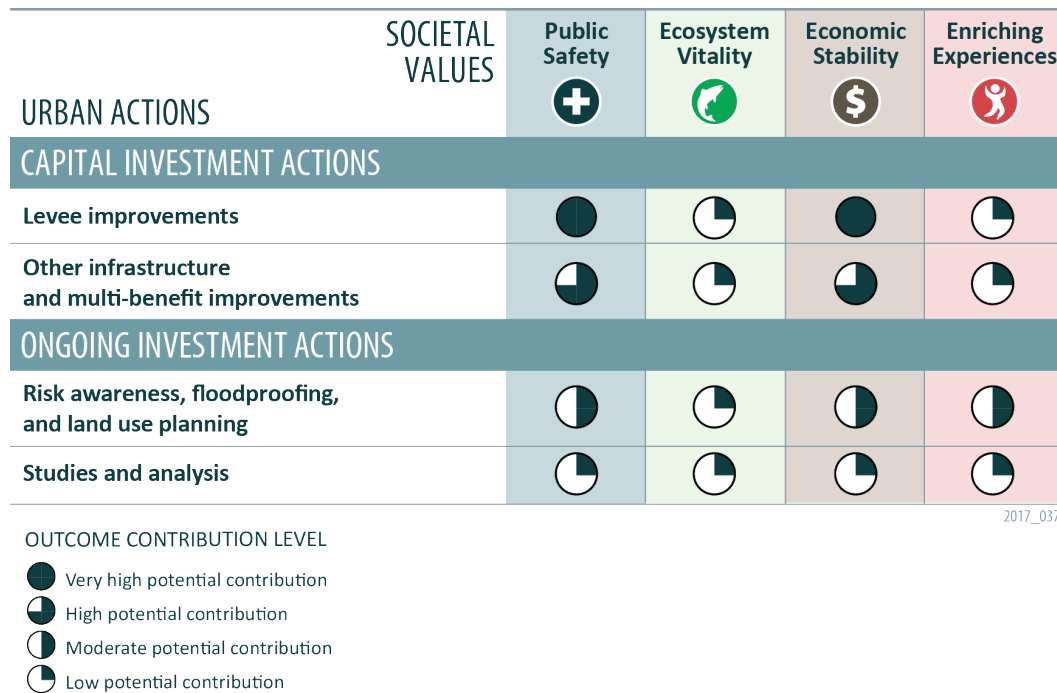 SOCIETAL
VALUES
Public
Safety
Ecosystem
Vitality
Economic
Stability
$
Enriching
Experiences
URBAN ACTIONS
CAPITAL INVESTMENT ACTIONS
Levee improvements
Other infrastructure
and multi-benefit improvements
ONGOING INVESTMENT ACTIONS
Risk awareness, floodproofing,
and land use planning
Studies and analysis
2017_037
OUTCOME CONTRIBUTION LEVEL
Very high potential contribution
High potential contribution
Moderate potential contribution
Low potential contribution